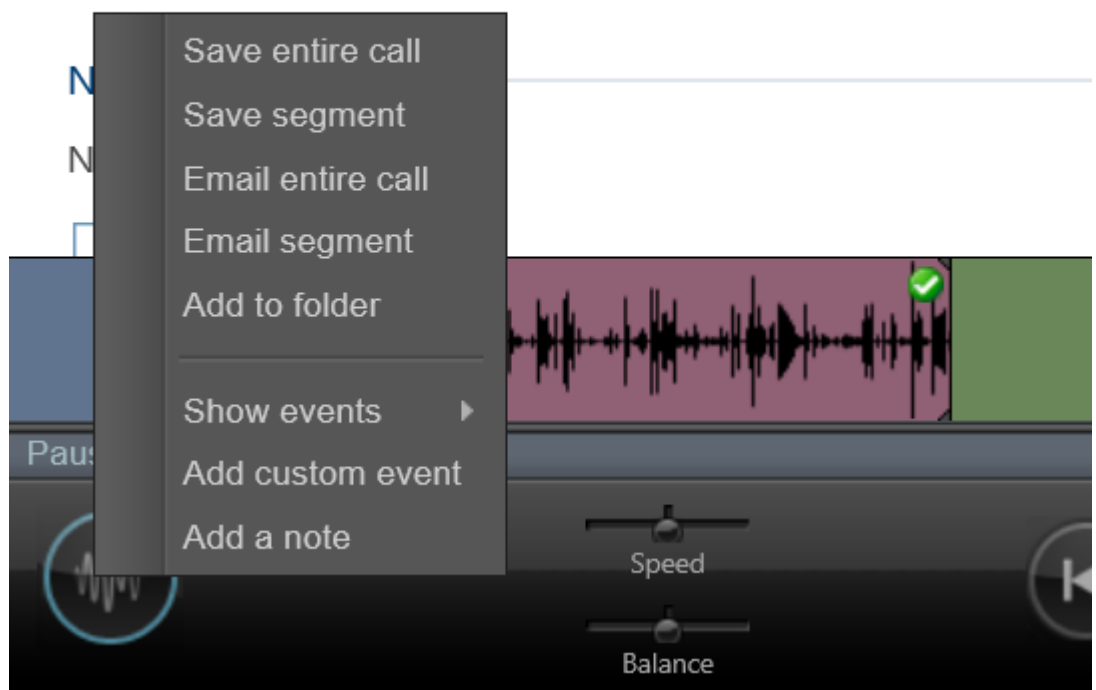 Save entire call
Save segment
Email entire call
Email segment
Add to folder
Show events
Add custom event
Add a note
Speed
Balance